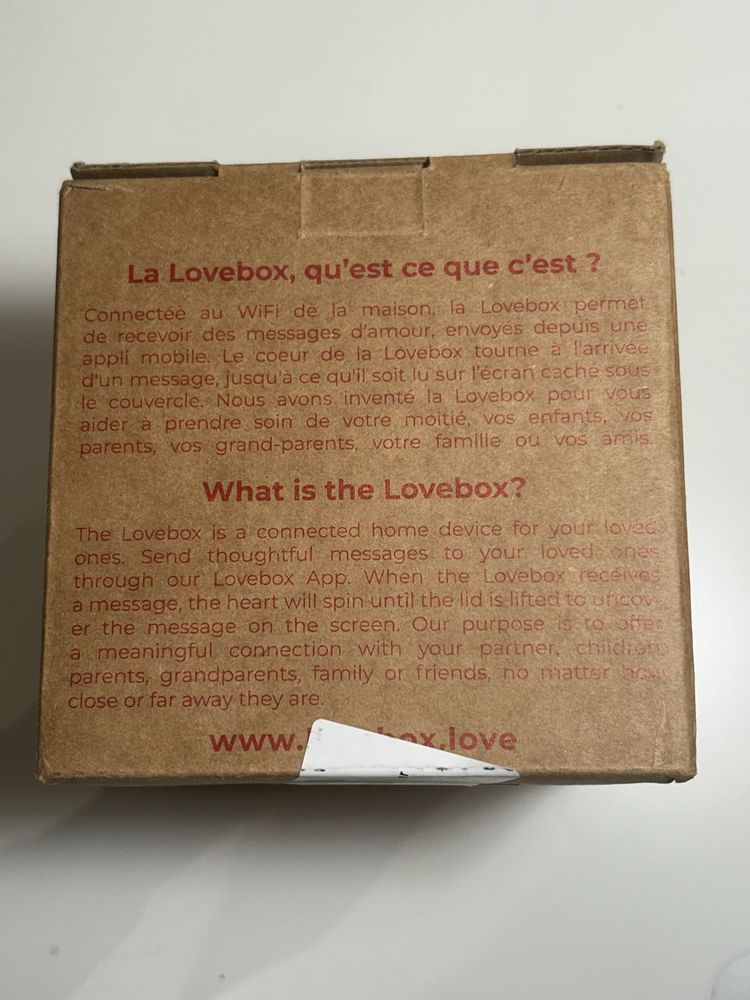 La Lovebox, qu'est ce que c'est ?
Connectée au WiFi de la maison, la Lovebox permet
de recevoir des messages d'amour, envoyés depuis une
appli mobile. Le coeur de la Lovebox tourne à l'arrivée
d'un message, jusqu'à ce qu'il soit lu sur l'écran caché sous
le couvercle. Nous avons inventé la Lovebox pour vous
aider à prendre soin de votre moitié, vos enfants, vos
parents, vos grand-parents, votre famille ou vos amis.
What is the Lovebox?
The Lovebox is a connected home device for your loved
ones. Send thoughtful messages to your loved ones
through our Lovebox App. When the Lovebox receives
a message, the heart will spin until the lid is lifted to uncov-
er the message on the screen. Our purpose is to offer
a meaningful connection with your partner, children,
parents, grandparents, family or friends, no matter how
close or far away they are.
www. box.love